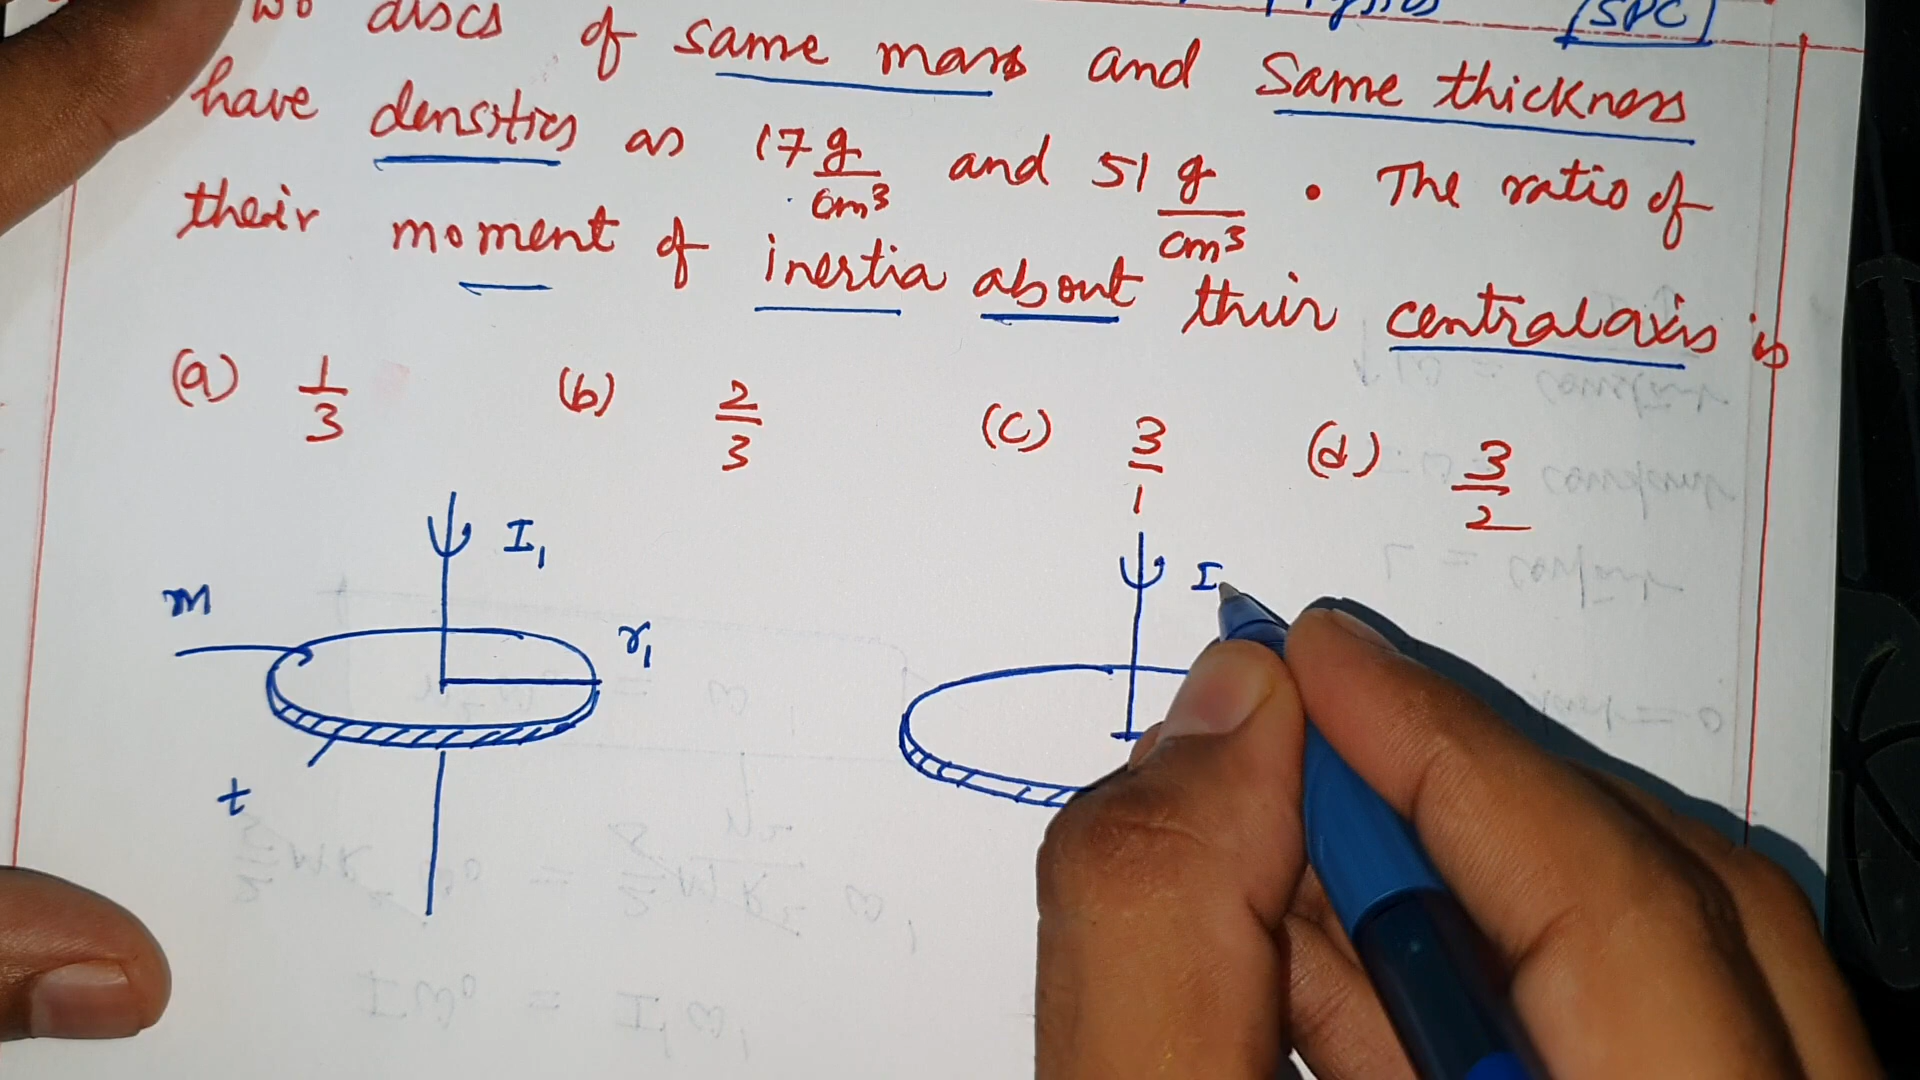 discs of same mass and same thickness
have densities as 17 g/cm³ and 51 g/cm³ . The ratio of
their moment of inertia about their central axis is
(a) 1/3 (b) 2/3 (c) 3/1 (d) 3/2
I₁
I
m
r₁
t